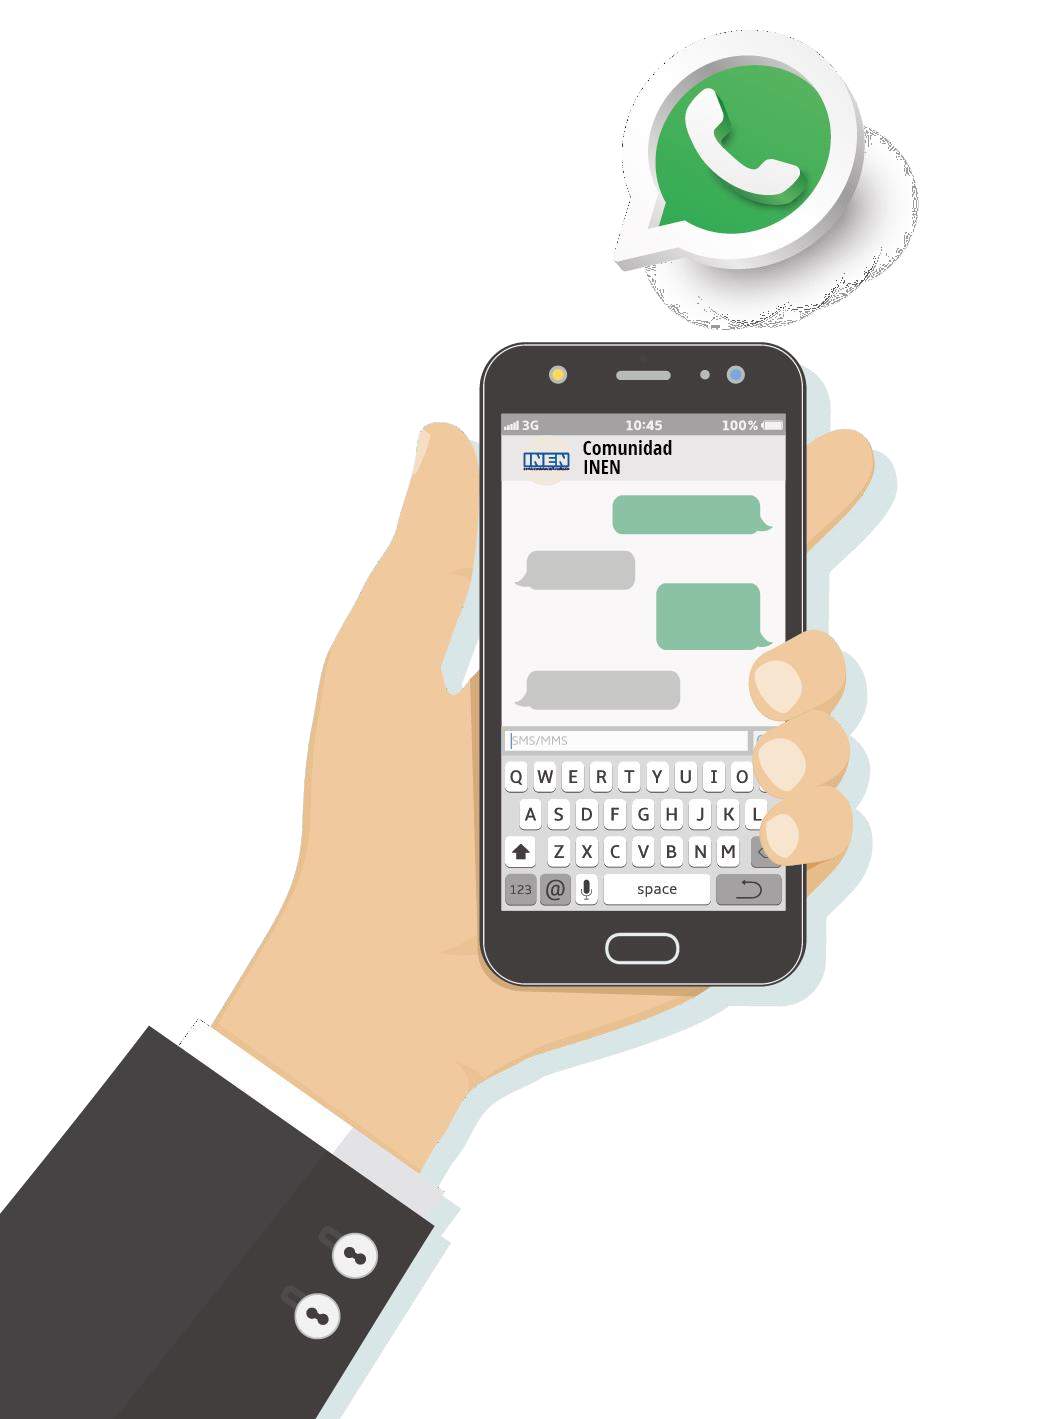 3G 10:45 100%
INEN
Comunidad
INEN
SMS/MMS
Q W E R T Y U I O
A S D F G H J K L
Z X C V B N M
123 @ space